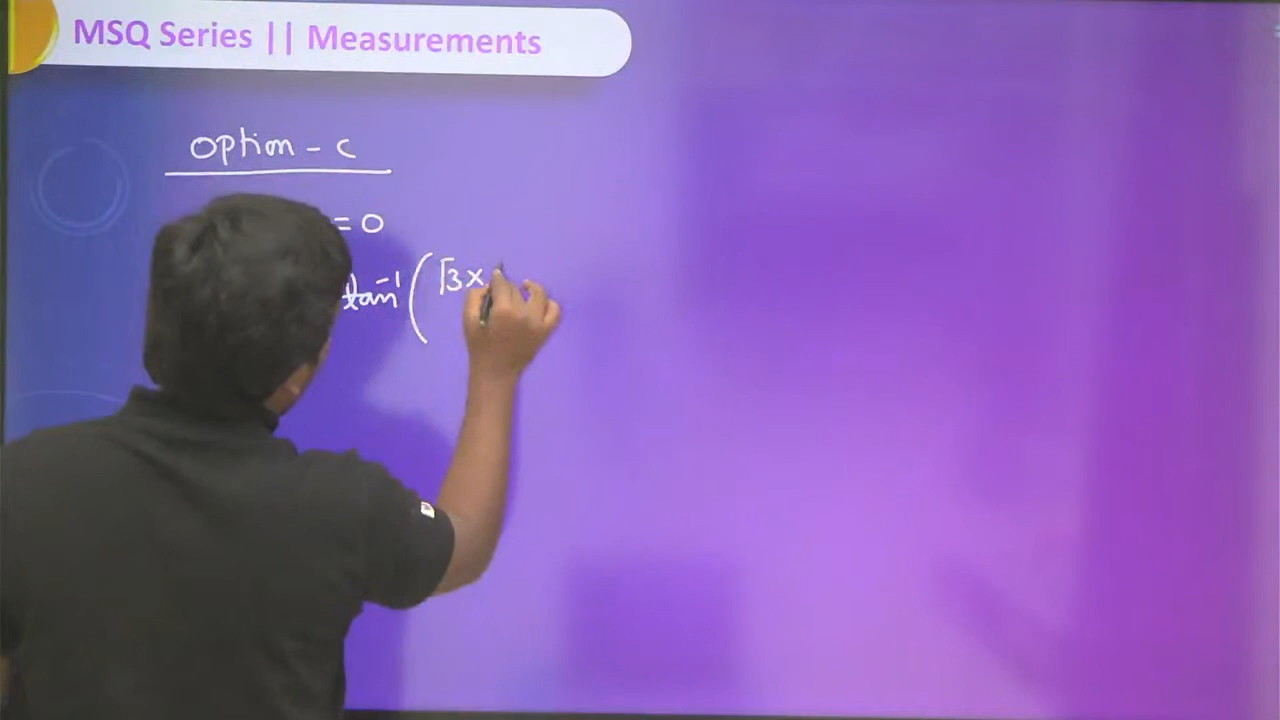 MSQ Series || Measurements
option - c
= 0
tan⁻¹ ( √3 x